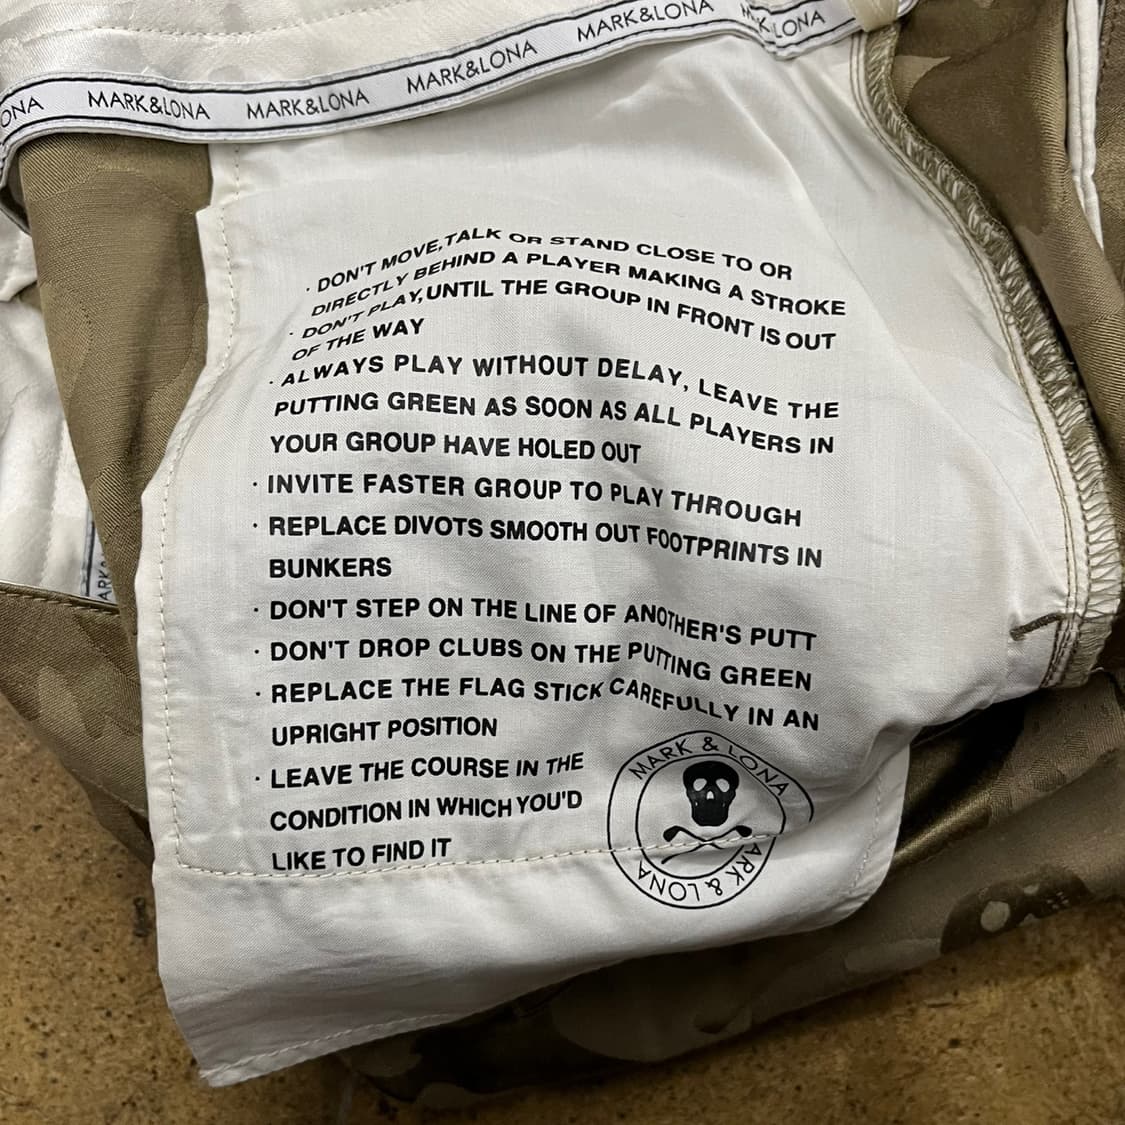 ONA MARK&LONA MARK&LONA MARK&LONA MARK&LONA LONA
· DON'T MOVE,TALK OR STAND CLOSE TO OR
DIRECTLY BEHIND A PLAYER MAKING A STROKE
· DON'T PLAY,UNTIL THE GROUP IN FRONT IS OUT
OF THE WAY
· ALWAYS PLAY WITHOUT DELAY, LEAVE THE
PUTTING GREEN AS SOON AS ALL PLAYERS IN
YOUR GROUP HAVE HOLED OUT
· INVITE FASTER GROUP TO PLAY THROUGH
· REPLACE DIVOTS SMOOTH OUT FOOTPRINTS IN
BUNKERS
· DON'T STEP ON THE LINE OF ANOTHER'S PUTT
· DON'T DROP CLUBS ON THE PUTTING GREEN
· REPLACE THE FLAG STICK CAREFULLY IN AN
UPRIGHT POSITION
· LEAVE THE COURSE IN THE
CONDITION IN WHICH YOU'D
LIKE TO FIND IT
MARK & LONA
MARK & LONA